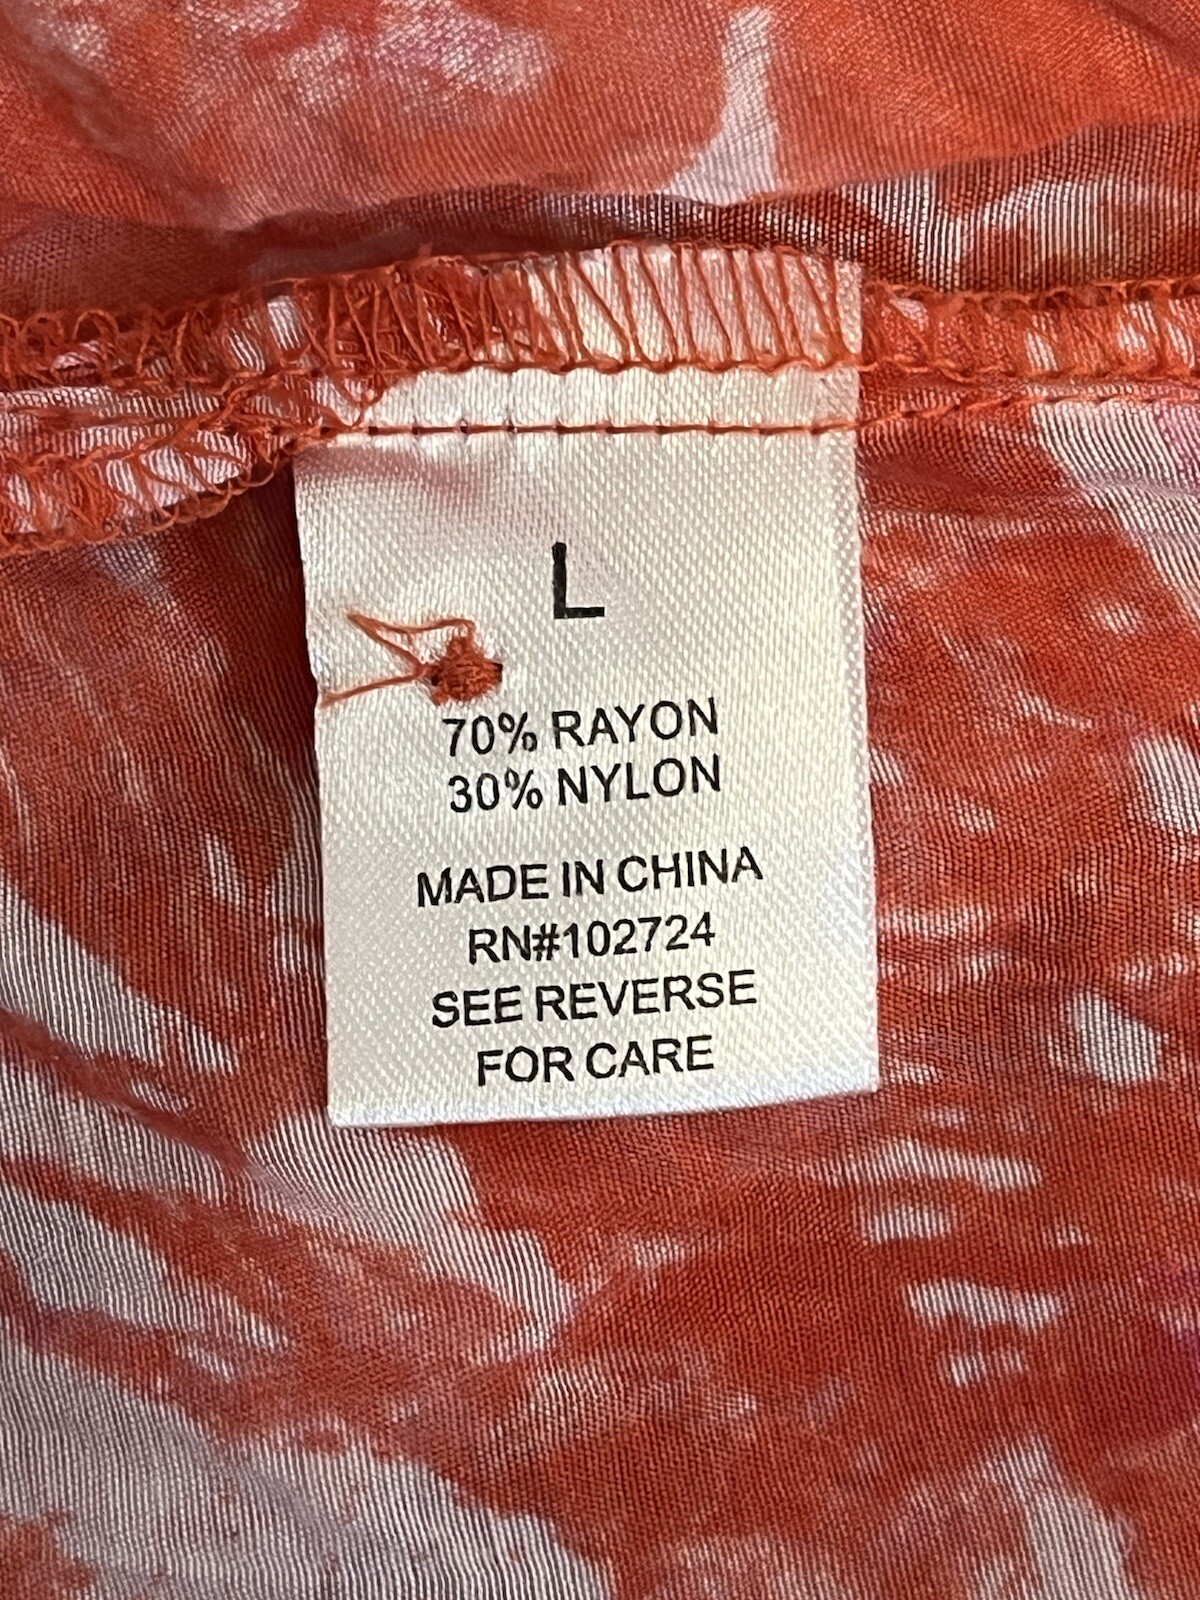 L
70% RAYON
30% NYLON
MADE IN CHINA
RN#102724
SEE REVERSE
FOR CARE